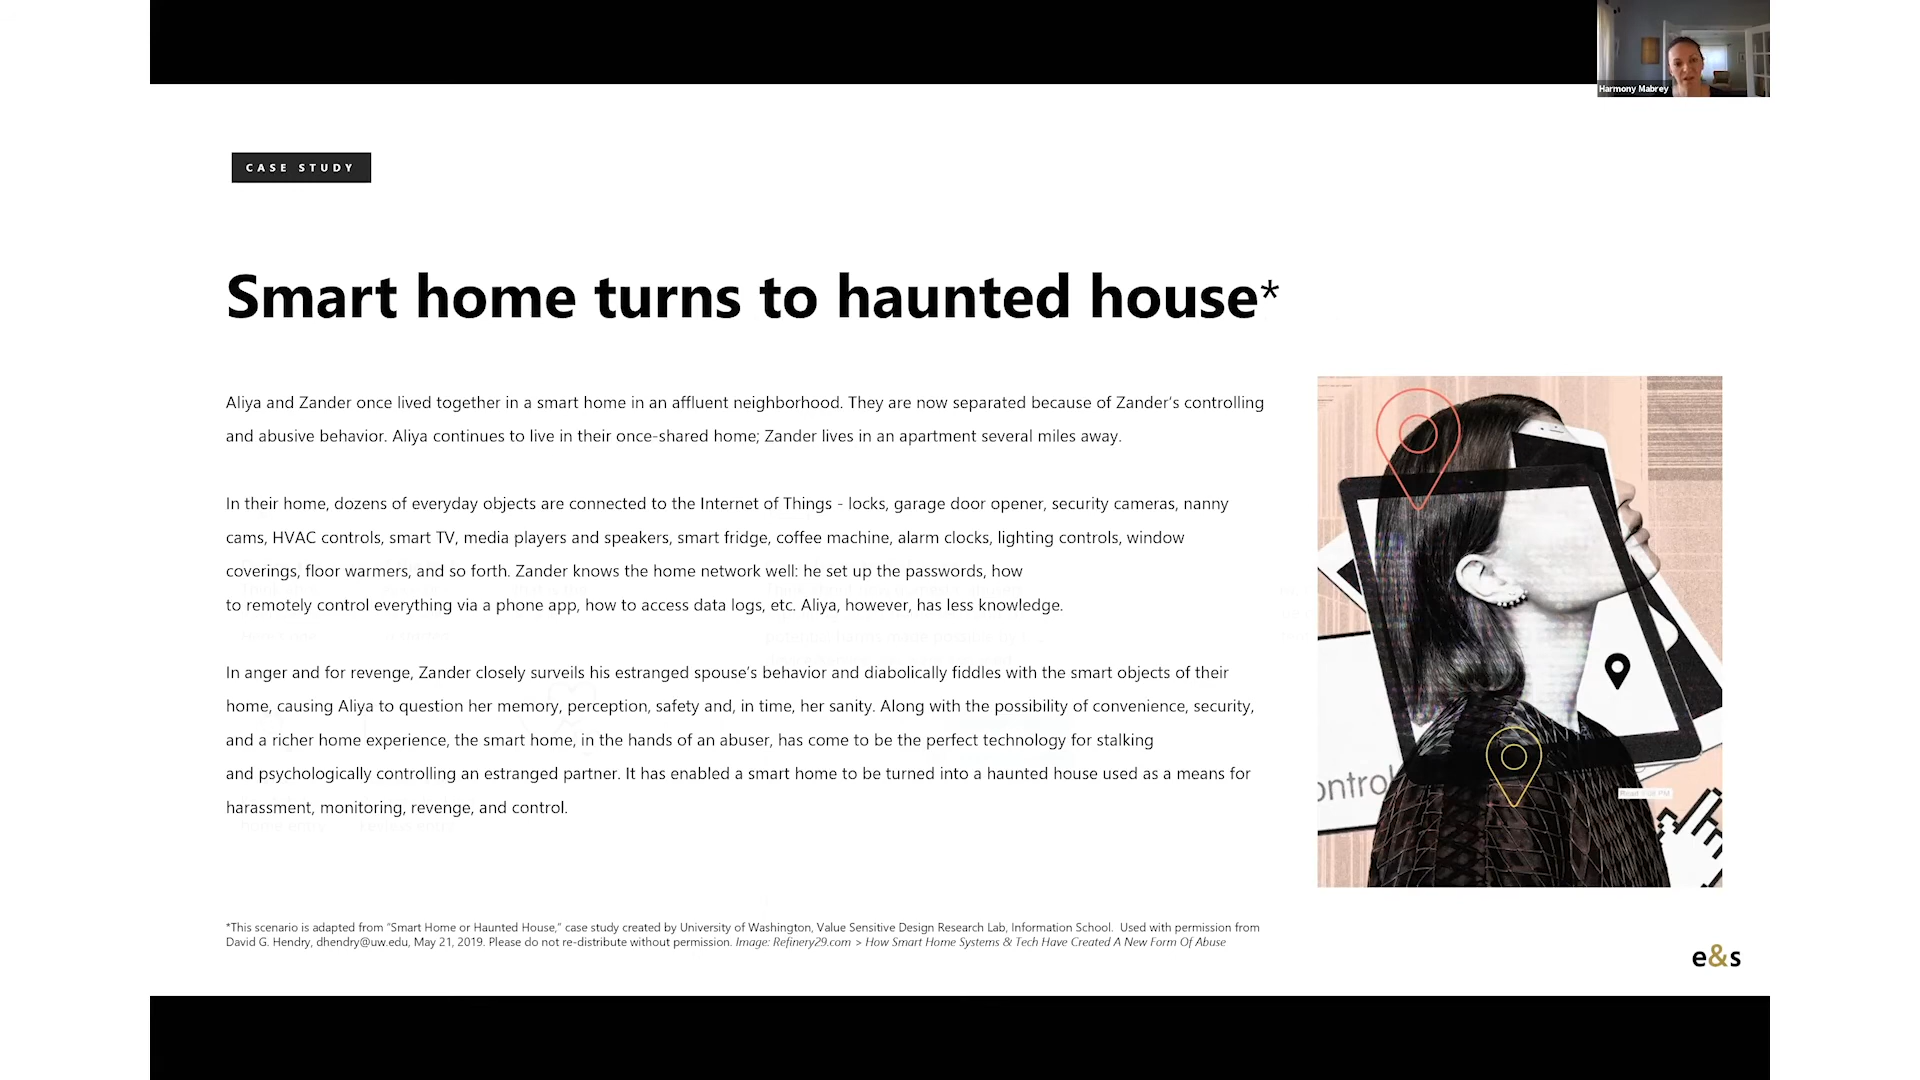 Harmony Mabrey
CASE STUDY
Smart home turns to haunted house*
Aliya and Zander once lived together in a smart home in an affluent neighborhood. They are now separated because of Zander's controlling
and abusive behavior. Aliya continues to live in their once-shared home; Zander lives in an apartment several miles away.
In their home, dozens of everyday objects are connected to the Internet of Things - locks, garage door opener, security cameras, nanny
cams, HVAC controls, smart TV, media players and speakers, smart fridge, coffee machine, alarm clocks, lighting controls, window
coverings, floor warmers, and so forth. Zander knows the home network well: he set up the passwords, how
to remotely control everything via a phone app, how to access data logs, etc. Aliya, however, has less knowledge.
In anger and for revenge, Zander closely surveils his estranged spouse's behavior and diabolically fiddles with the smart objects of their
home, causing Aliya to question her memory, perception, safety and, in time, her sanity. Along with the possibility of convenience, security,
and a richer home experience, the smart home, in the hands of an abuser, has come to be the perfect technology for stalking
and psychologically controlling an estranged partner. It has enabled a smart home to be turned into a haunted house used as a means for
harassment, monitoring, revenge, and control.
ontrol
*This scenario is adapted from "Smart Home or Haunted House," case study created by University of Washington, Value Sensitive Design Research Lab, Information School. Used with permission from
David G. Hendry, dhendry@uw.edu, May 21, 2019. Please do not re-distribute without permission. Image: Refinery29.com > How Smart Home Systems & Tech Have Created A New Form Of Abuse
e&s